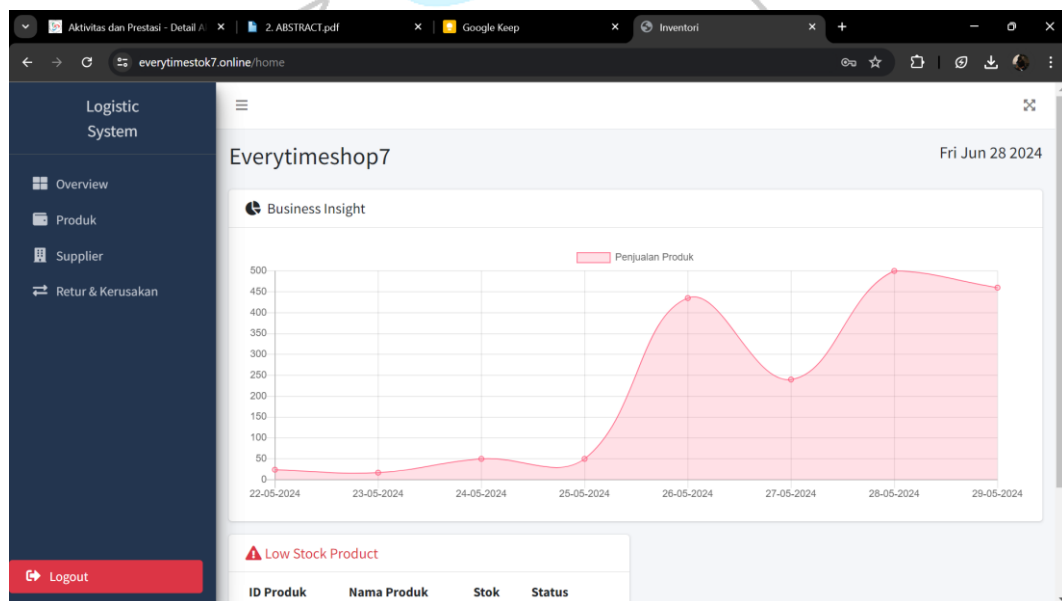 Aktivitas dan Prestasi - Detail A
2. ABSTRACT.pdf
Google Keep
Inventori
everytimestok7.online/home
Logistic
System
Overview
Produk
Supplier
Retur & Kerusakan
Logout
Everytimeshop7
Fri Jun 28 2024
Business Insight
Penjualan Produk
500
450
400
350
300
250
200
150
100
50
0
22-05-2024 23-05-2024 24-05-2024 25-05-2024 26-05-2024 27-05-2024 28-05-2024 29-05-2024
Low Stock Product
ID Produk Nama Produk Stok Status